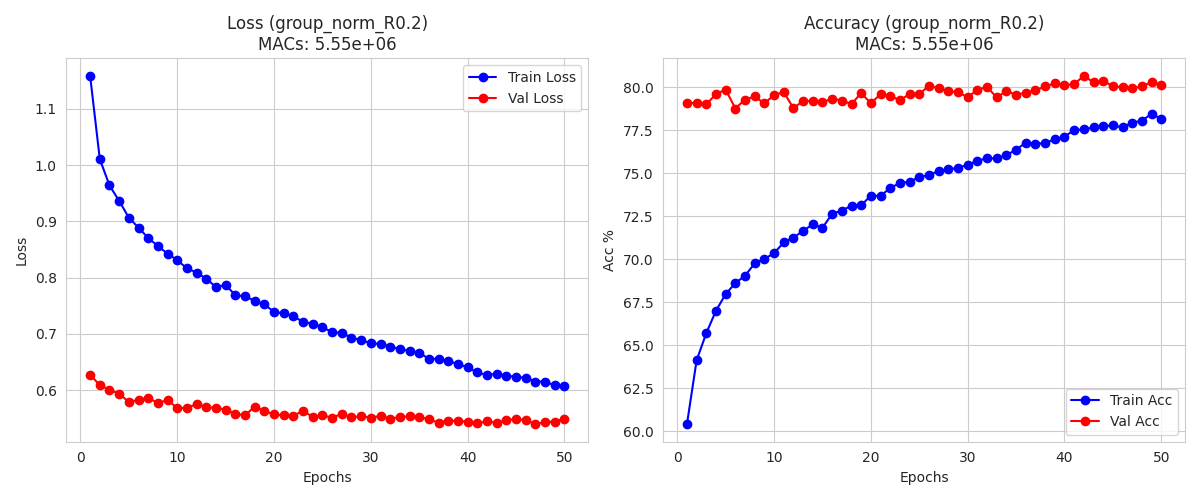 Loss (group_norm_R0.2)
MACs: 5.55e+06
Train Loss
Val Loss
1.1
1.0
0.9
0.8
0.7
0.6
Loss
0
10
20
30
40
50
Epochs
Accuracy (group_norm_R0.2)
MACs: 5.55e+06
80.0
77.5
75.0
72.5
70.0
67.5
65.0
62.5
60.0
Acc %
Train Acc
Val Acc
0
10
20
30
40
50
Epochs